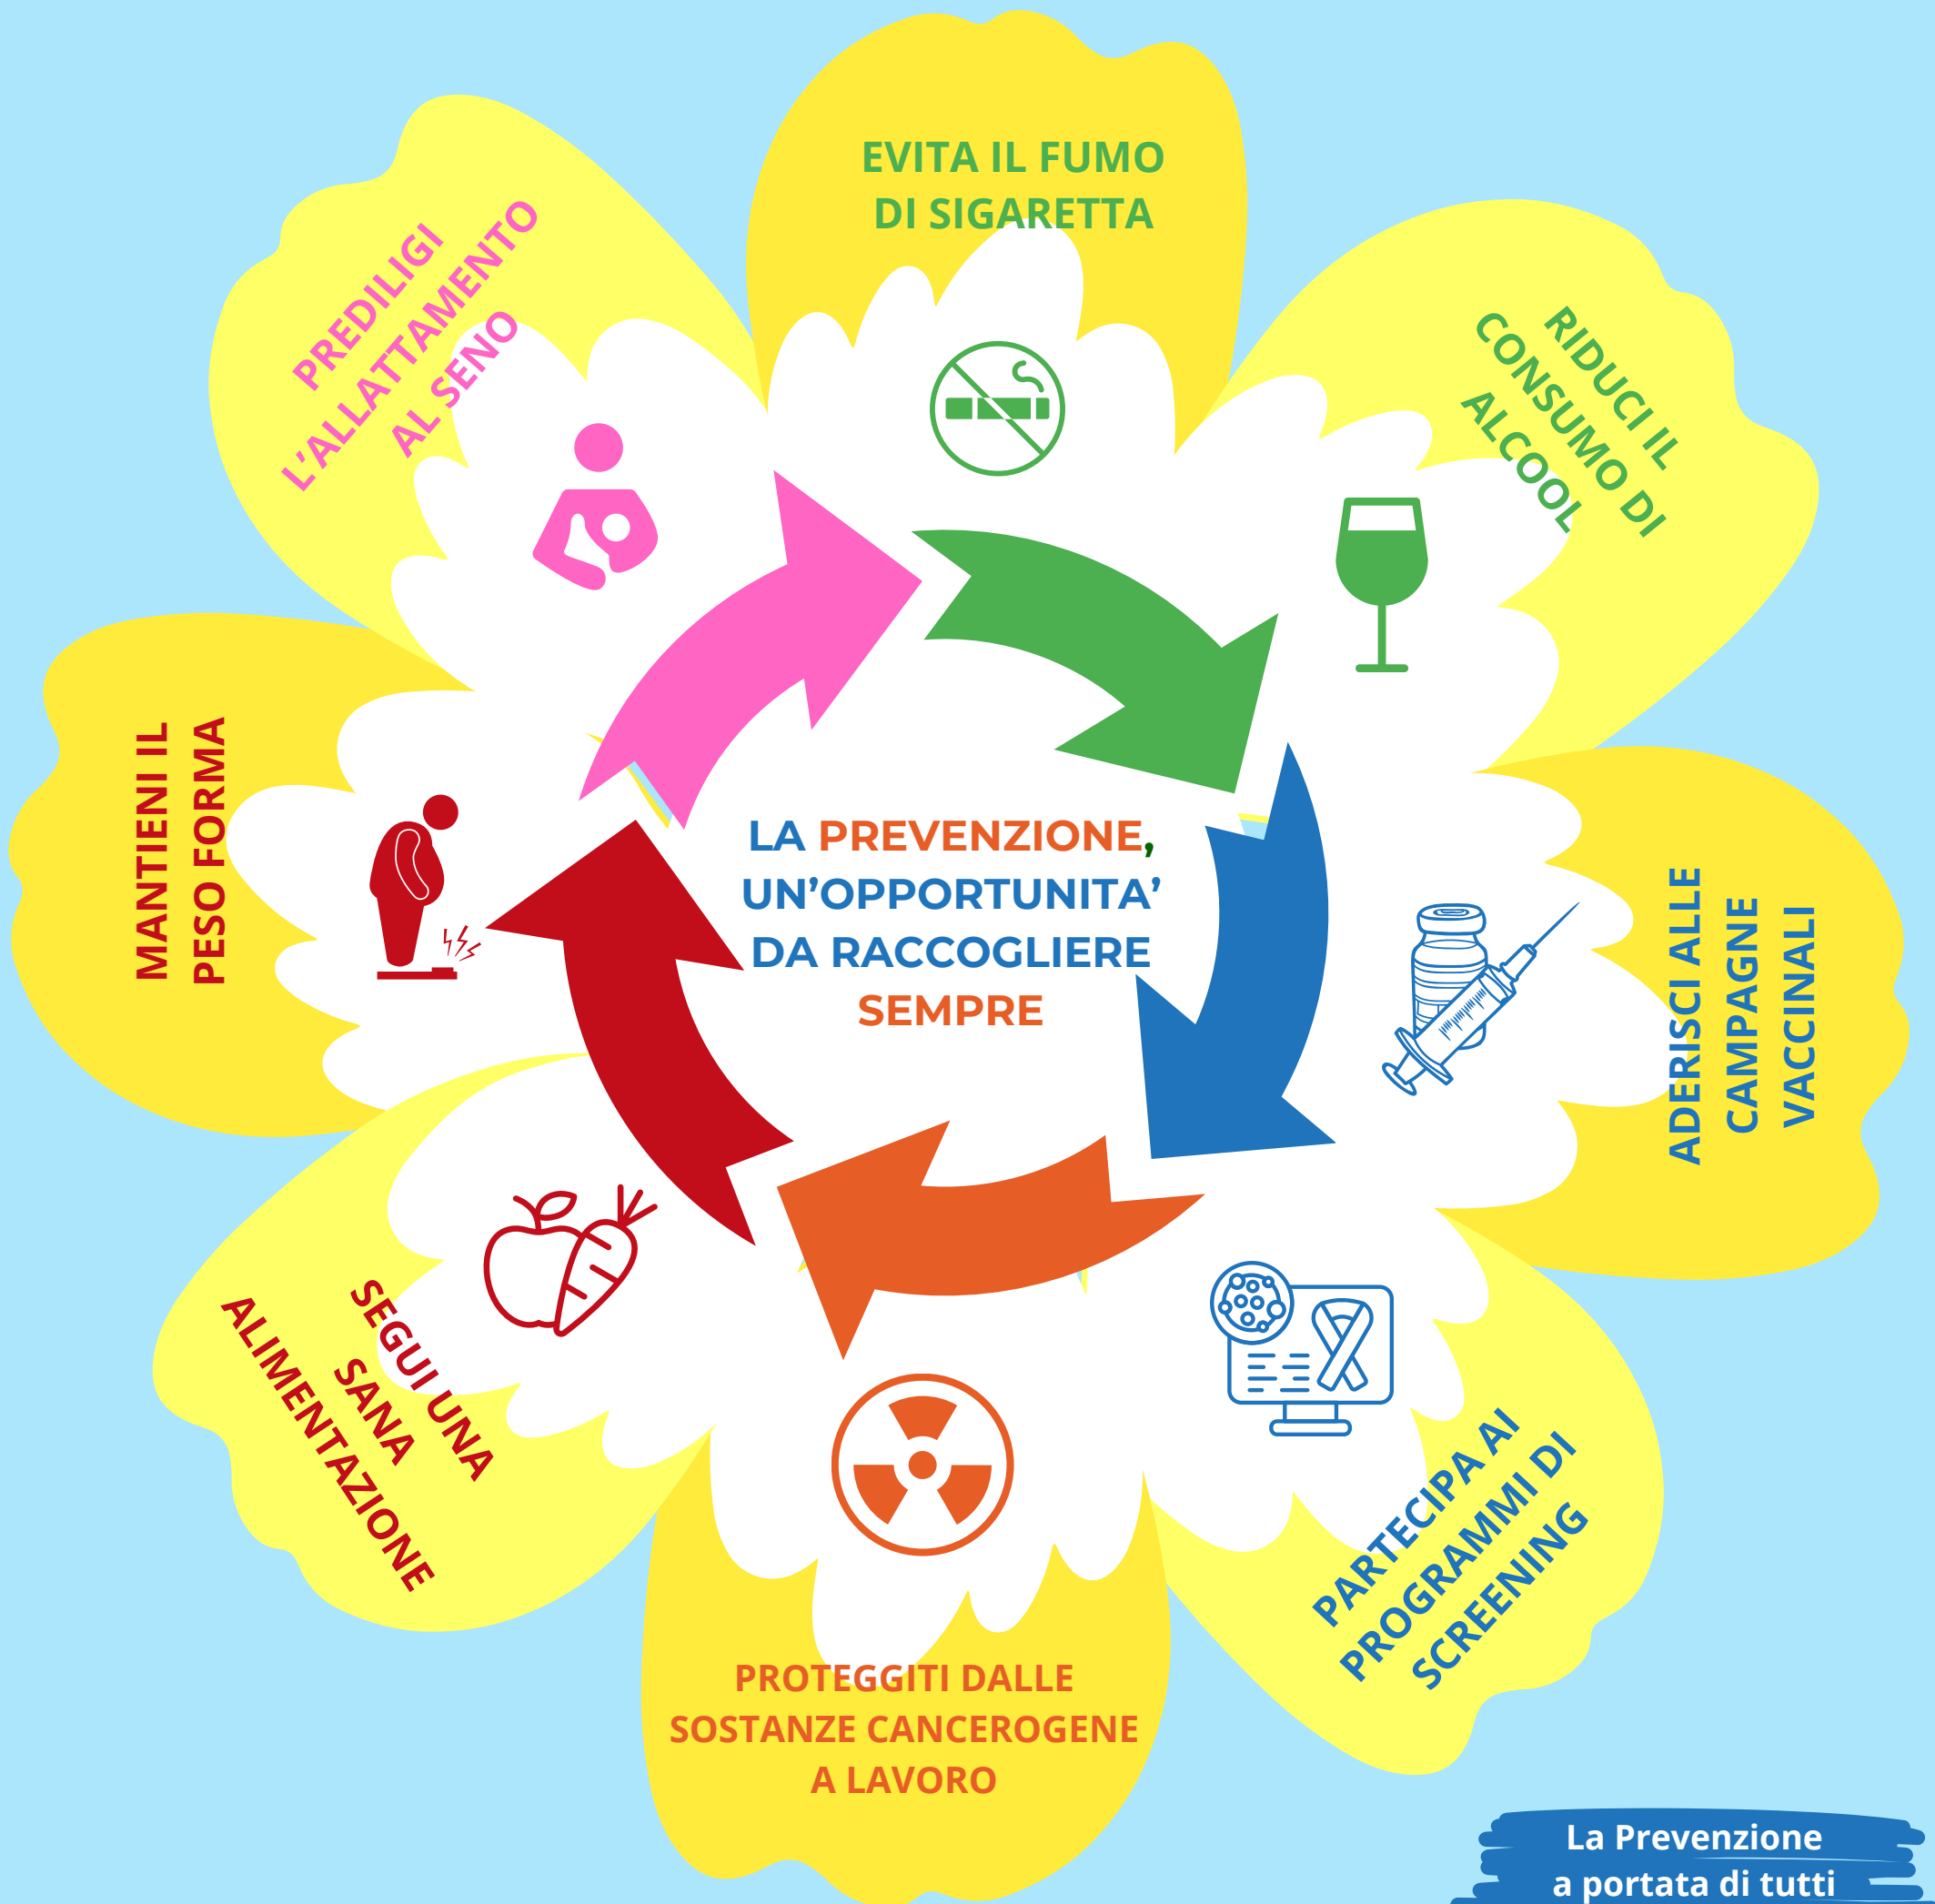 EVITA IL FUMO
DI SIGARETTA
RIDUCI IL
CONSUMO DI
ALCOOL
ADERISCI ALLE
CAMPAGNE
VACCINALI
PARTECIPA AI
PROGRAMMI DI
SCREENING
PROTEGGITI DALLE
SOSTANZE CANCEROGENE
A LAVORO
SEGUI UNA
SANA
ALIMENTAZIONE
MANTIENI IL
PESO FORMA
PREDILIGI
L’ALLATTAMENTO
AL SENO
LA PREVENZIONE,
UN’OPPORTUNITA’
DA RACCOGLIERE
SEMPRE
La Prevenzione
a portata di tutti